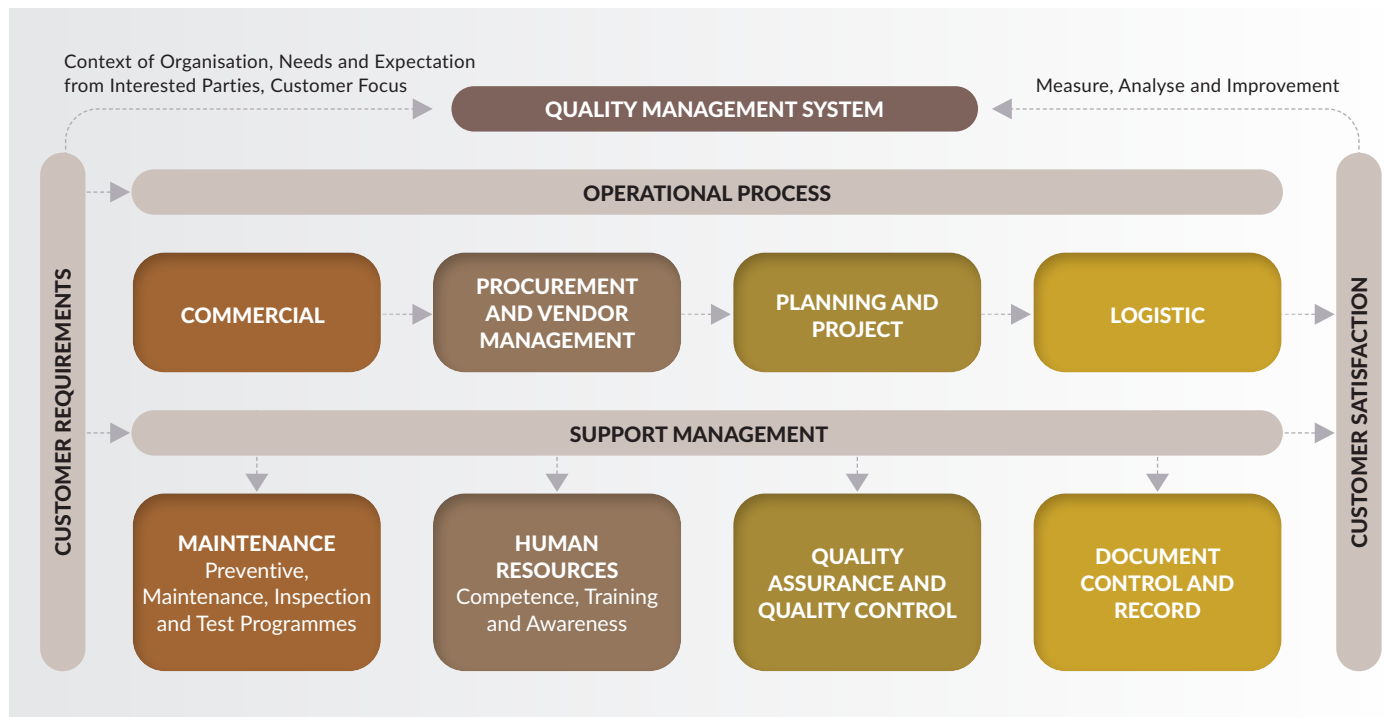 Context of Organisation, Needs and Expectation
from Interested Parties, Customer Focus
Measure, Analyse and Improvement
QUALITY MANAGEMENT SYSTEM
OPERATIONAL PROCESS
CUSTOMER REQUIREMENTS
COMMERCIAL
PROCUREMENT
AND VENDOR
MANAGEMENT
PLANNING AND
PROJECT
LOGISTIC
CUSTOMER SATISFACTION
SUPPORT MANAGEMENT
MAINTENANCE
Preventive,
Maintenance, Inspection
and Test Programmes
HUMAN
RESOURCES
Competence, Training
and Awareness
QUALITY
ASSURANCE AND
QUALITY CONTROL
DOCUMENT
CONTROL AND
RECORD